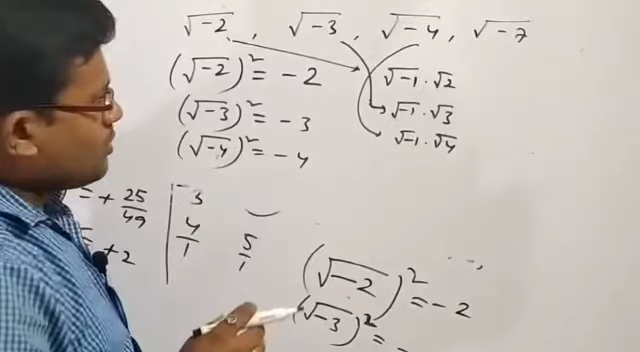 √-2 , √-3 , √-4 , √-7
(√-2)² = -2
√-1 · √2
(√-3)² = -3
√-1 · √3
(√-4)² = -4
√-1 · √4
= + 25/49
-3
= +2
4/1
5/1
(√-2)² = -2
(√-3)² = -